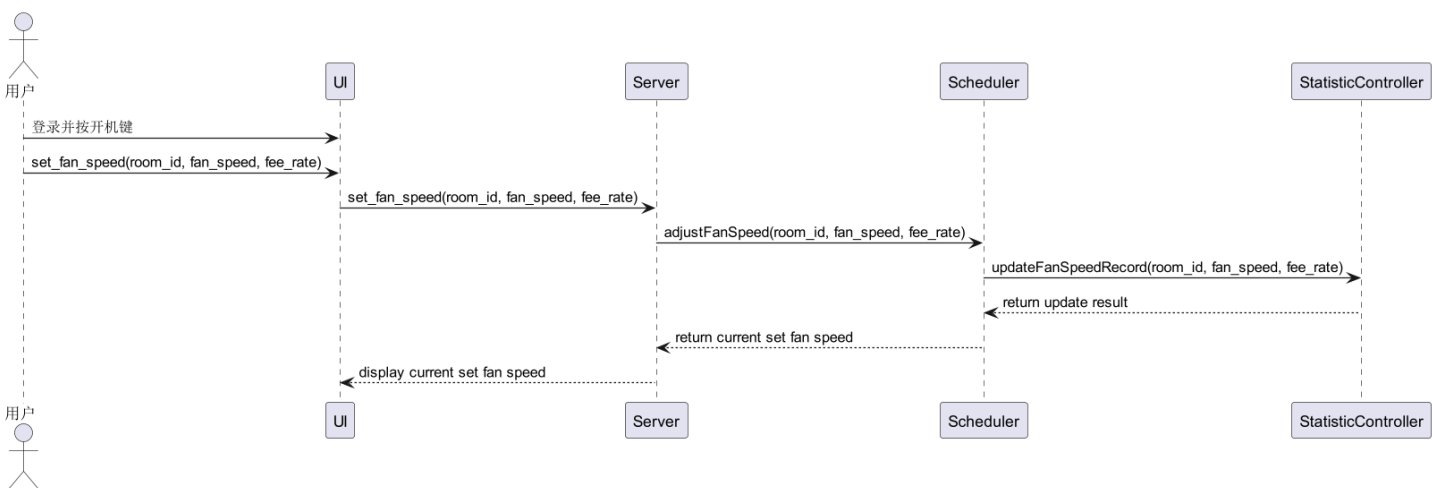 用户
UI
Server
Scheduler
StatisticController
登录并按开机键
set_fan_speed(room_id, fan_speed, fee_rate)
set_fan_speed(room_id, fan_speed, fee_rate)
adjustFanSpeed(room_id, fan_speed, fee_rate)
updateFanSpeedRecord(room_id, fan_speed, fee_rate)
return update result
return current set fan speed
display current set fan speed
用户
UI
Server
Scheduler
StatisticController